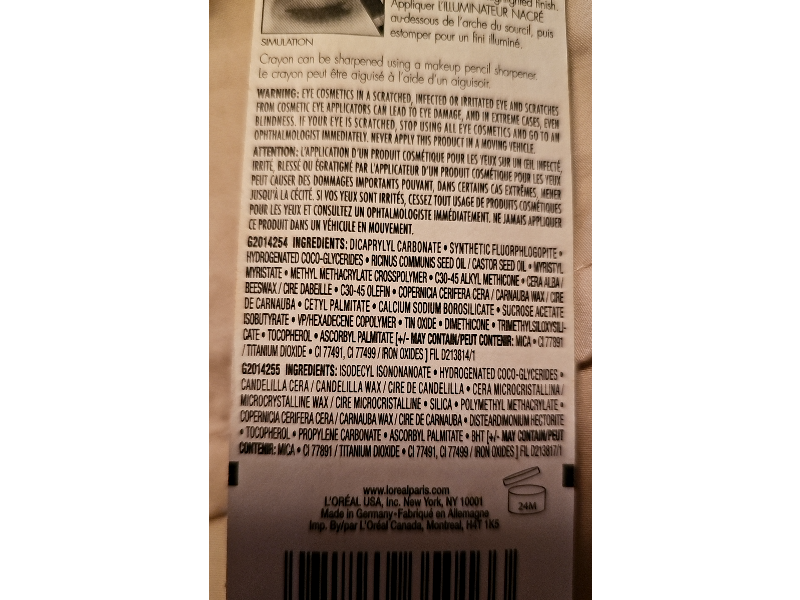 highlighted finish.
Appliquer L'ILLUMINATEUR NACRÉ
au-dessous de l'arche du sourcil, puis
estomper pour un fini illuminé.
SIMULATION
Crayon can be sharpened using a makeup pencil sharpener.
Le crayon peut être aiguisé à l'aide d'un aiguisoir.
WARNING: EYE COSMETICS IN A SCRATCHED, INFECTED OR IRRITATED EYE AND SCRATCHES
FROM COSMETIC EYE APPLICATORS CAN LEAD TO EYE DAMAGE, AND IN EXTREME CASES, EVEN
BLINDNESS. IF YOUR EYE IS SCRATCHED, STOP USING ALL EYE COSMETICS AND GO TO AN
OPHTHALMOLOGIST IMMEDIATELY. NEVER APPLY THIS PRODUCT IN A MOVING VEHICLE.
ATTENTION: L'APPLICATION D'UN PRODUIT COSMÉTIQUE POUR LES YEUX SUR UN ŒIL INFECTÉ,
IRRITÉ, BLESSÉ OU ÉGRATIGNÉ PAR L'APPLICATEUR D'UN PRODUIT COSMÉTIQUE POUR LES YEUX
PEUT CAUSER DES DOMMAGES IMPORTANTS POUVANT, DANS CERTAINS CAS EXTRÊMES, MENER
JUSQU'À LA CÉCITÉ. SI VOS YEUX SONT IRRITÉS, CESSEZ TOUT USAGE DE PRODUITS COSMÉTIQUES
POUR LES YEUX ET CONSULTEZ UN OPHTALMOLOGISTE IMMÉDIATEMENT. NE JAMAIS APPLIQUER
CE PRODUIT DANS UN VÉHICULE EN MOUVEMENT.
G2014254 INGREDIENTS: DICAPRYLYL CARBONATE • SYNTHETIC FLUORPHLOGOPITE •
HYDROGENATED COCO-GLYCERIDES • RICINUS COMMUNIS SEED OIL / CASTOR SEED OIL • MYRISTYL
MYRISTATE • METHYL METHACRYLATE CROSSPOLYMER • C30-45 ALKYL METHICONE • CERA ALBA /
BEESWAX / CIRE DABEILLE • C30-45 OLEFIN • COPERNICIA CERIFERA CERA / CARNAUBA WAX / CIRE
DE CARNAUBA • CETYL PALMITATE • CALCIUM SODIUM BOROSILICATE • SUCROSE ACETATE
ISOBUTYRATE • VP/HEXADECENE COPOLYMER • TIN OXIDE • DIMETHICONE • TRIMETHYLSILOXYSILI-
CATE • TOCOPHEROL • ASCORBYL PALMITATE [+/- MAY CONTAIN/PEUT CONTENIR: MICA • CI 77891
/ TITANIUM DIOXIDE • CI 77491, CI 77499 / IRON OXIDES ] FIL D213814/1
G2014255 INGREDIENTS: ISODECYL ISONONANOATE • HYDROGENATED COCO-GLYCERIDES •
CANDELILLA CERA / CANDELILLA WAX / CIRE DE CANDELILLA • CERA MICROCRISTALLINA /
MICROCRYSTALLINE WAX / CIRE MICROCRISTALLINE • SILICA • POLYMETHYL METHACRYLATE •
COPERNICIA CERIFERA CERA / CARNAUBA WAX / CIRE DE CARNAUBA • DISTEARDIMONIUM HECTORITE
• TOCOPHEROL • PROPYLENE CARBONATE • ASCORBYL PALMITATE • BHT [+/- MAY CONTAIN/PEUT
CONTENIR: MICA • CI 77891 / TITANIUM DIOXIDE • CI 77491, CI 77499 / IRON OXIDES ] FIL D213817/1
www.lorealparis.com
L'ORÉAL USA, Inc. New York, NY 10001
Made in Germany-Fabriqué en Allemagne
Imp. By/par L'Oréal Canada, Montreal, H4T 1K5
24M